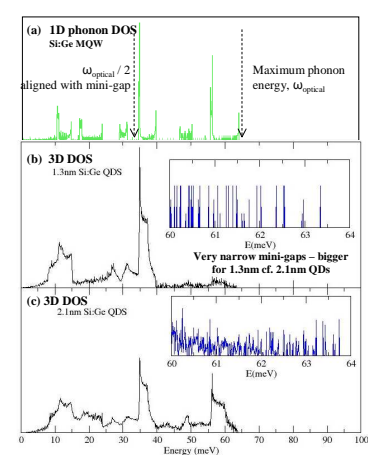 (a) 1D phonon DOS
Si:Ge MQW
ω optical / 2
aligned with mini-gap
Maximum phonon
energy, ω optical
(b) 3D DOS
1.3nm Si:Ge QDS
60 61 62 63 64
E(meV)
Very narrow mini-gaps – bigger
for 1.3nm cf. 2.1nm QDs
(c) 3D DOS
2.1nm Si:Ge QDS
60 61 62 63 64
E(meV)
0 10 20 30 40 50 60 70 80 90 100
Energy (meV)